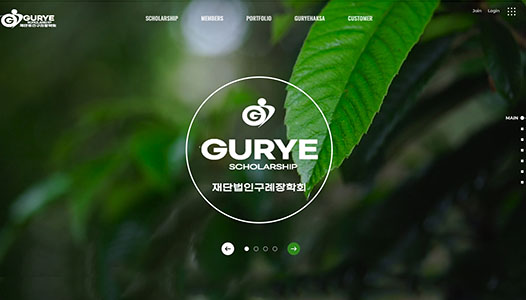 GURYE
SCHOLARSHIP
재단법인구례장학회
SCHOLARSHIP
MEMBERS
PORTFOLIO
GURYEHAKSA
CUSTOMER
Join
Login
MAIN
G
GURYE
SCHOLARSHIP
재단법인구례장학회